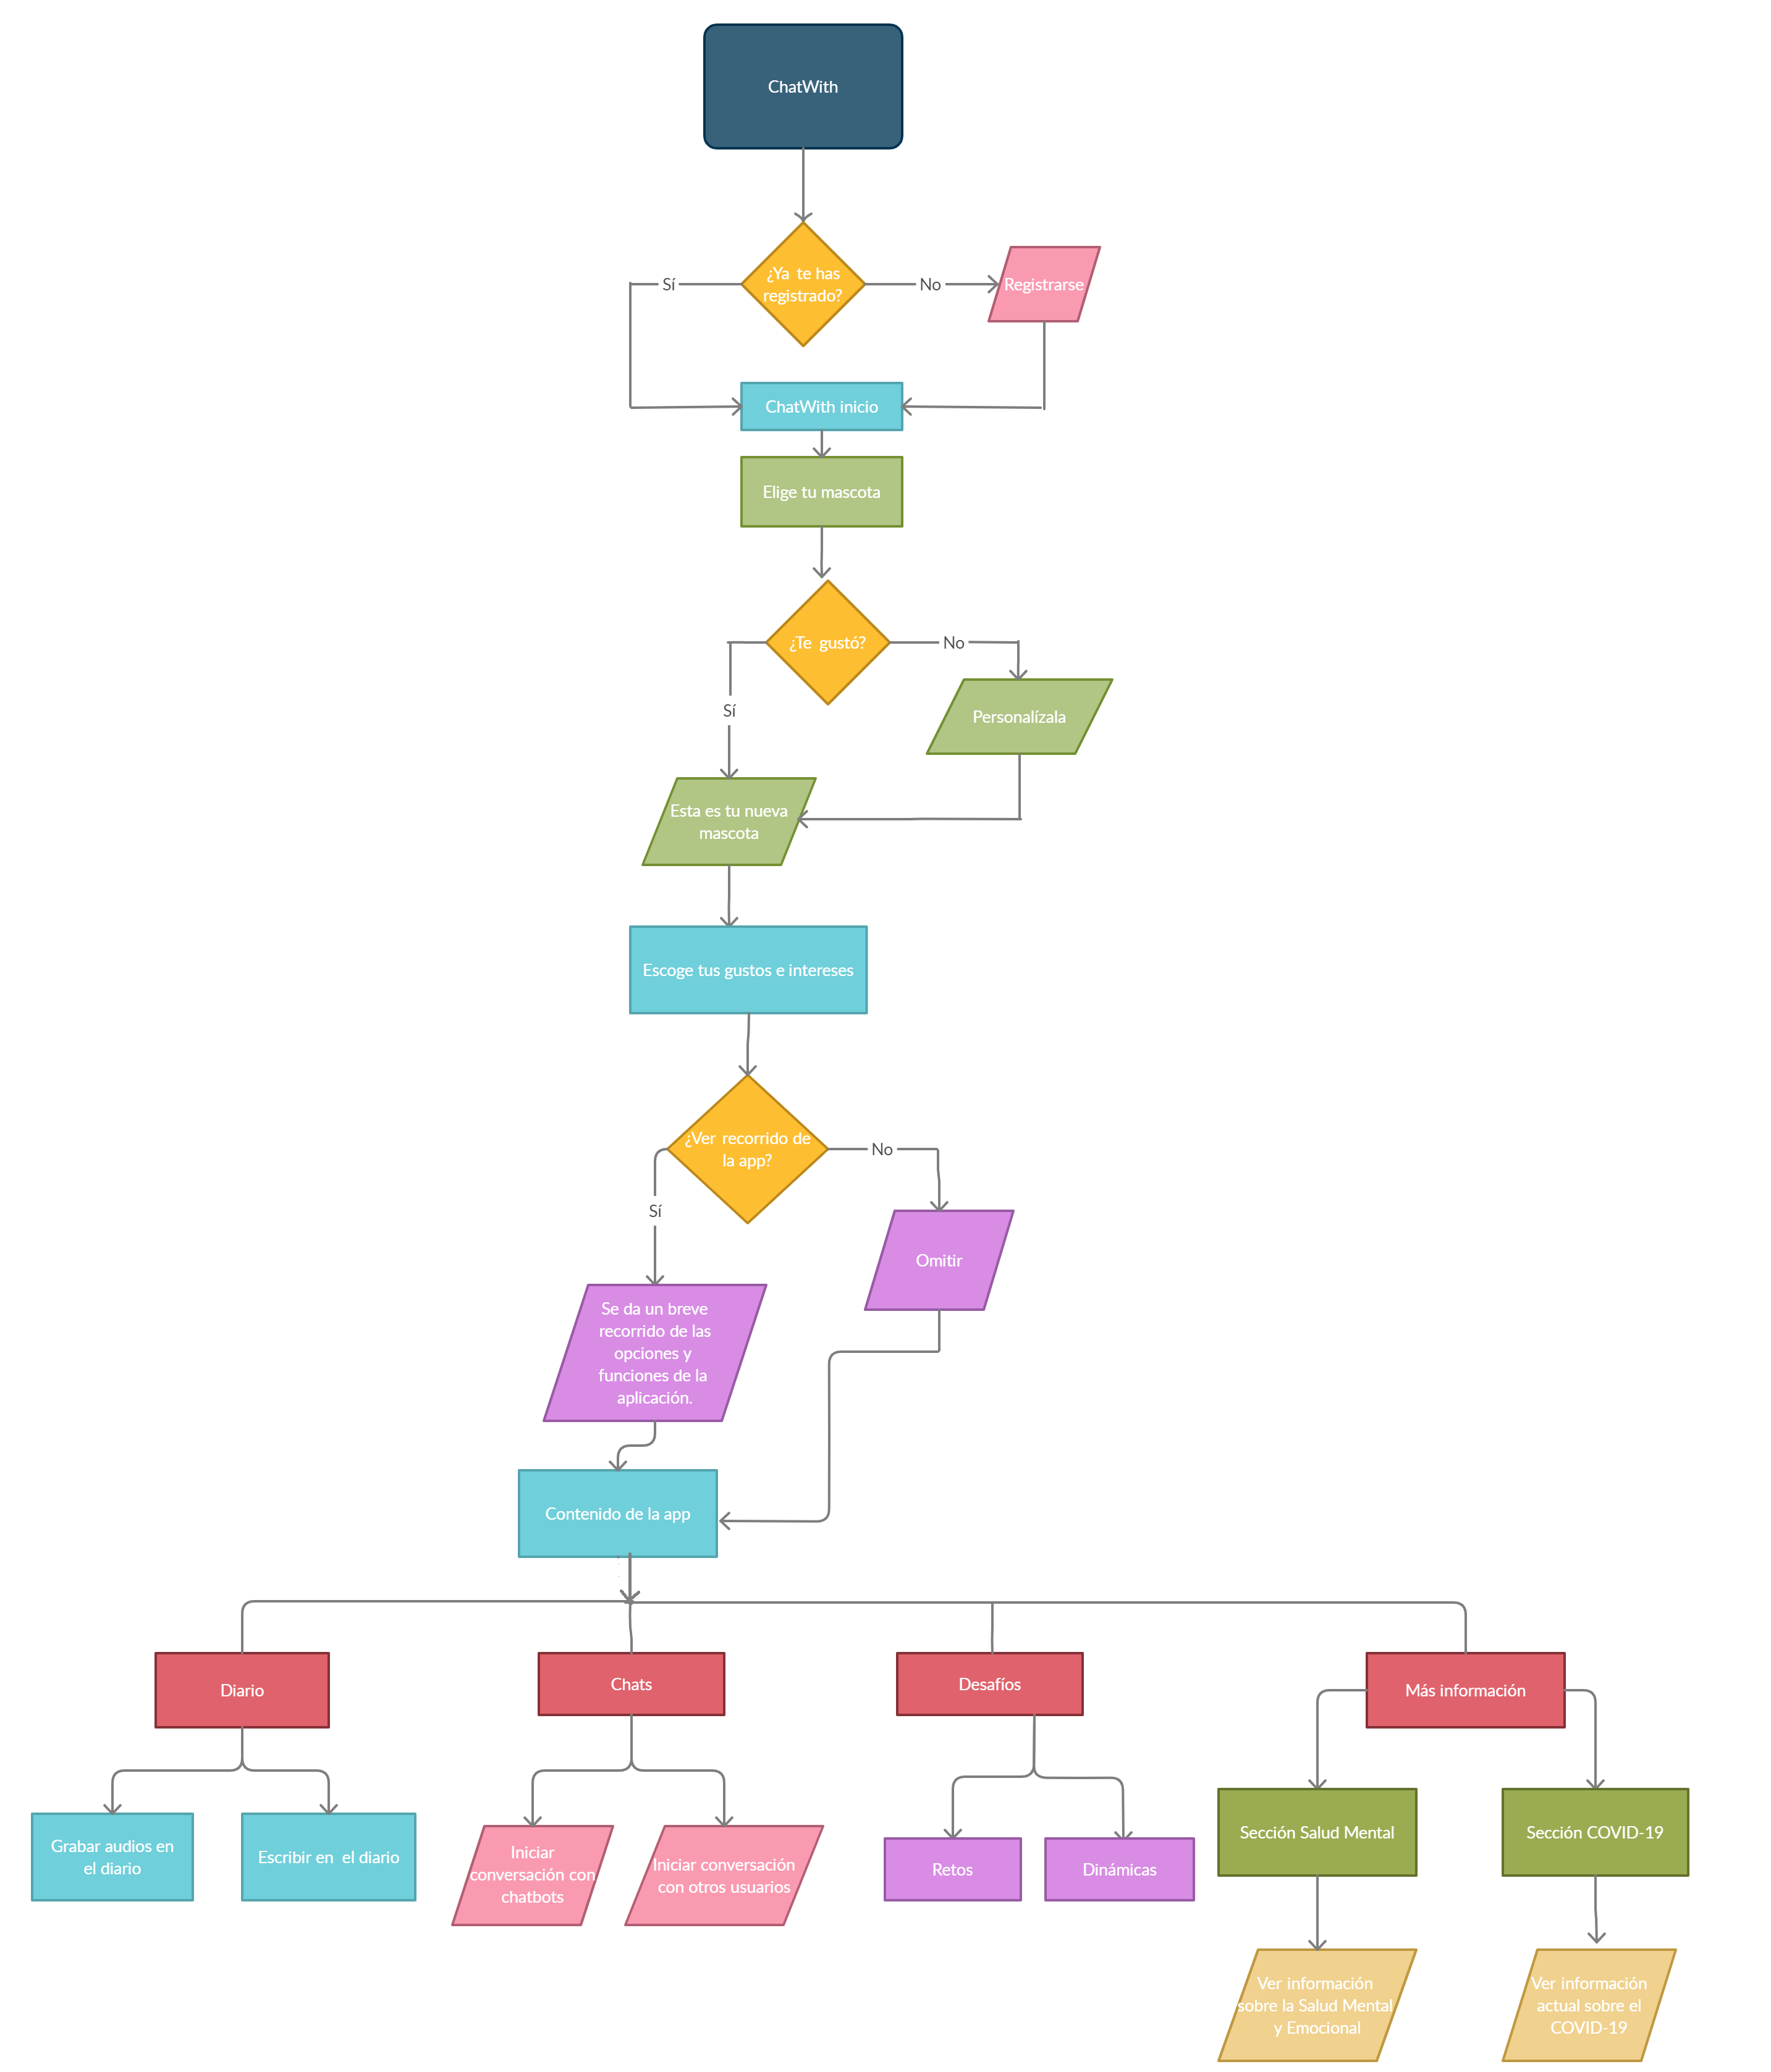 ChatWith
¿Ya te has
registrado?
Sí
No
Registrarse
ChatWith inicio
Elige tu mascota
¿Te gustó?
No
Sí
Personalízala
Esta es tu nueva
mascota
Escoge tus gustos e intereses
¿Ver recorrido de
la app?
No
Sí
Omitir
Se da un breve
recorrido de las
opciones y
funciones de la
aplicación.
Contenido de la app
Diario
Chats
Desafíos
Más información
Grabar audios en
el diario
Escribir en el diario
Iniciar
conversación con
chatbots
Iniciar conversación
con otros usuarios
Retos
Dinámicas
Sección Salud Mental
Sección COVID-19
Ver información
sobre la Salud Mental
y Emocional
Ver información
actual sobre el
COVID-19